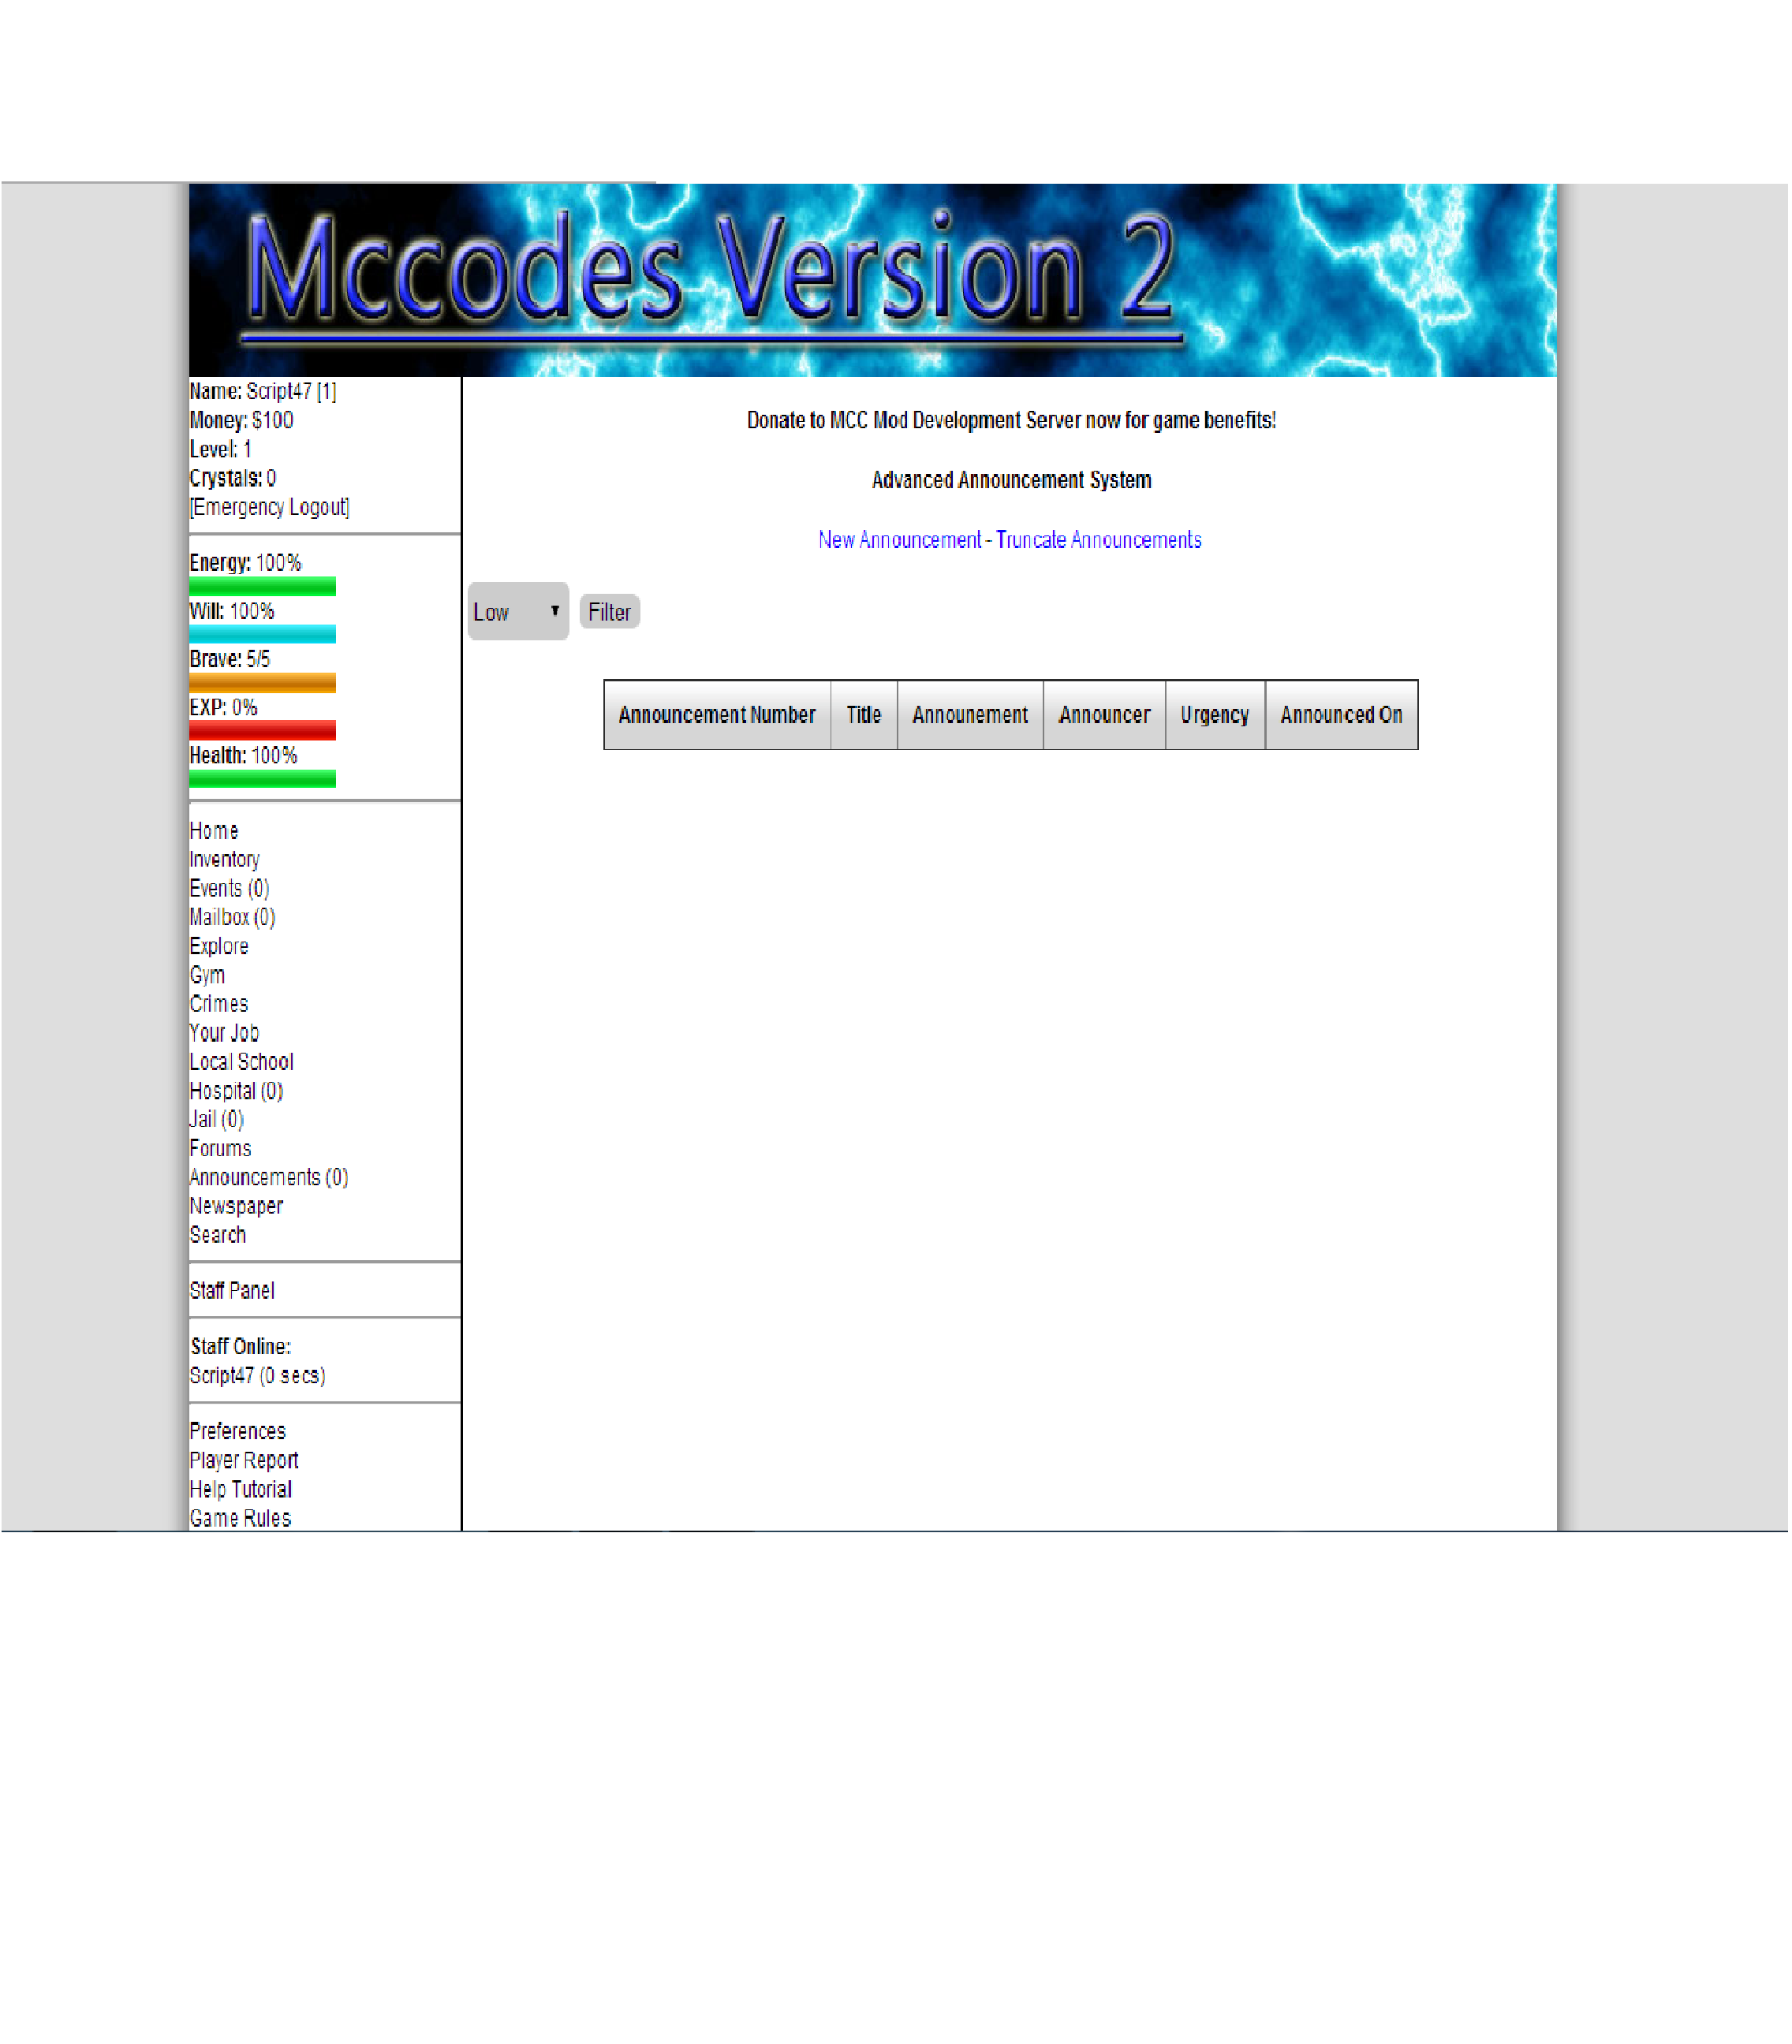 Mccodes Version 2
Name: Script47 [1]
Money: $100
Level: 1
Crystals: 0
[Emergency Logout]
Energy: 100%
Will: 100%
Brave: 5/5
EXP: 0%
Health: 100%
Home
Inventory
Events (0)
Mailbox (0)
Explore
Gym
Crimes
Your Job
Local School
Hospital (0)
Jail (0)
Forums
Announcements (0)
Newspaper
Search
Staff Panel
Staff Online:
Script47 (0 secs)
Preferences
Player Report
Help Tutorial
Game Rules
Donate to MCC Mod Development Server now for game benefits!
Advanced Announcement System
New Announcement - Truncate Announcements
Low Filter
Announcement Number Title Announement Announcer Urgency Announced On